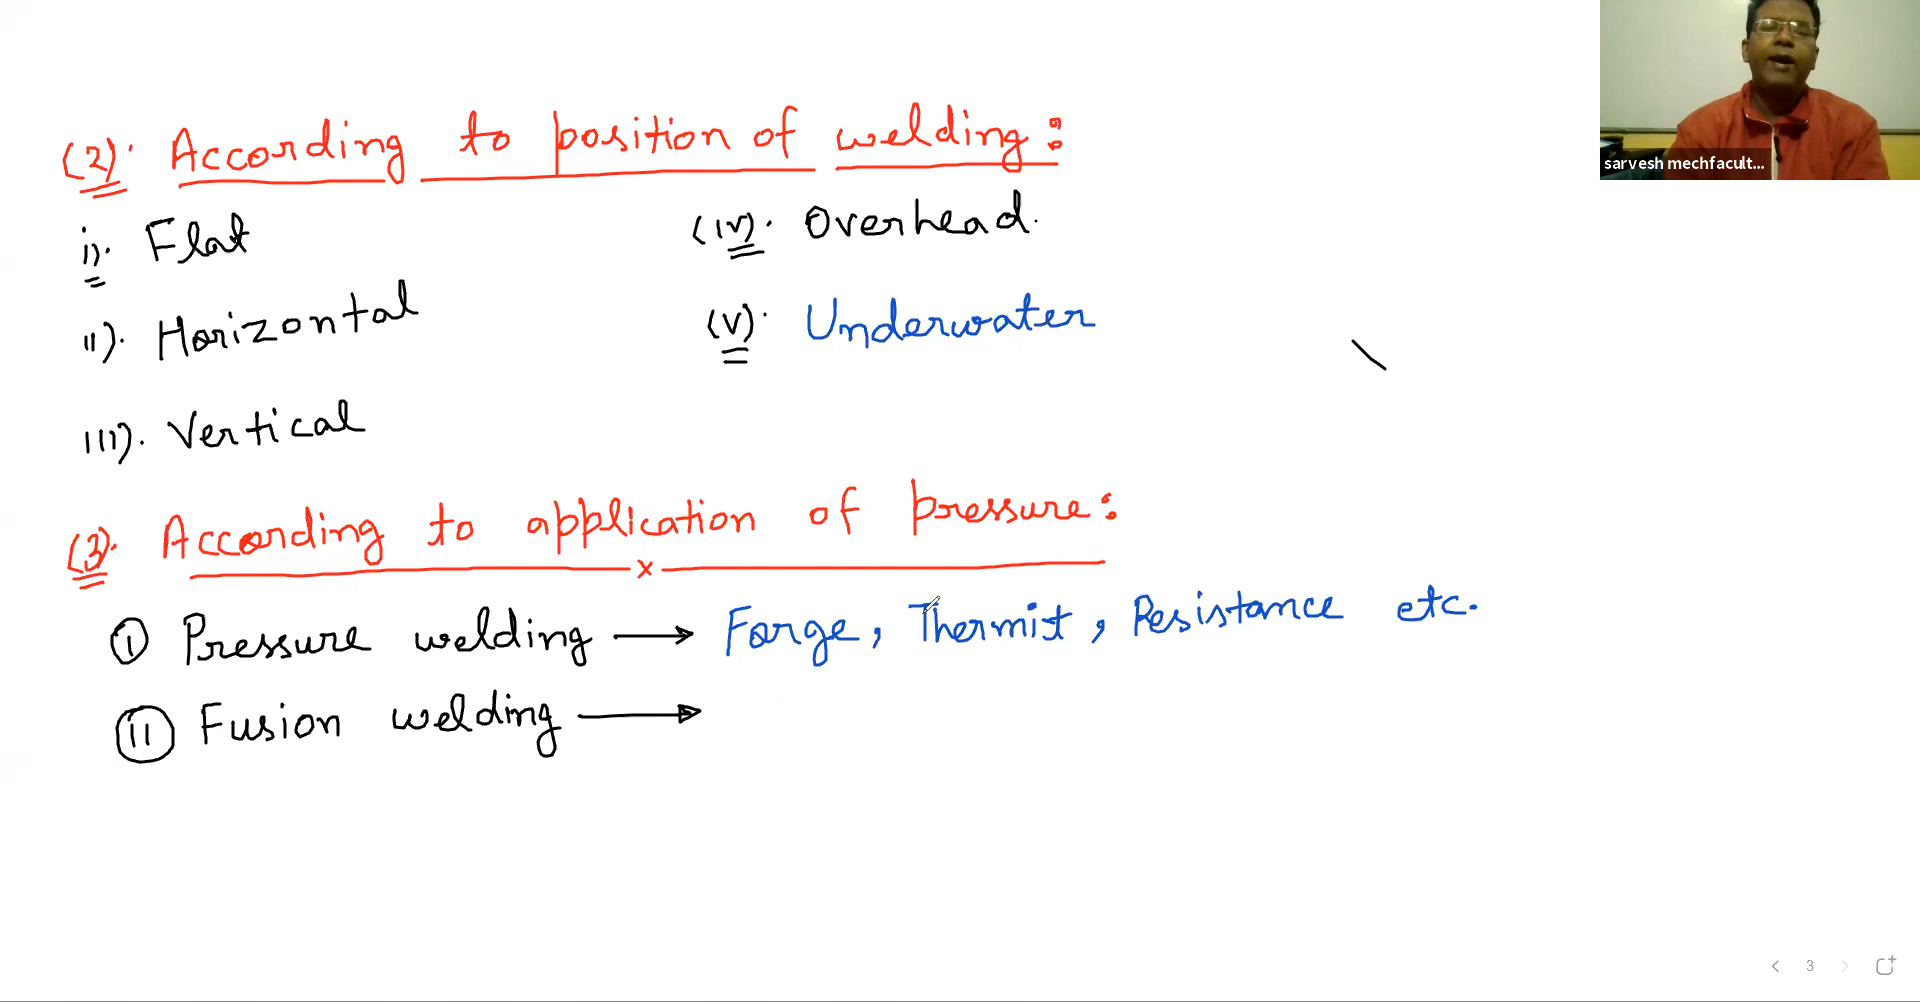 (2). According to position of welding:
i). Flat
(iv). Overhead.
ii). Horizontal
(v). Underwater
iii). Vertical
(3). According to application of pressure:
x
(i) Pressure welding → Forge, Thermit, Resistance etc.
(ii) Fusion welding →
sarvesh mechfacult...
3